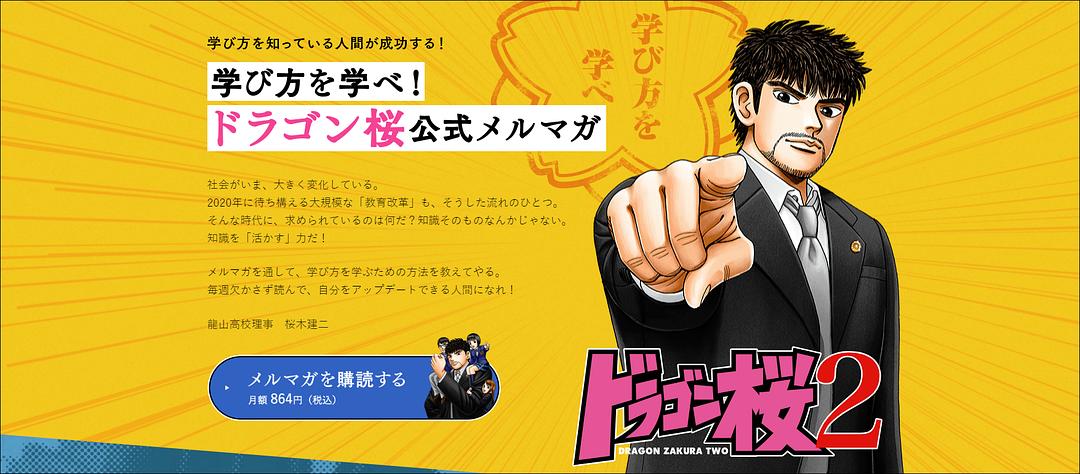 学び方を知っている人間が成功する！
学び方を学べ！
ドラゴン桜公式メルマガ
社会がいま、大きく変化している。
2020年に待ち構える大規模な「教育改革」も、そうした流れのひとつ。
そんな時代に、求められているのは何だ？知識そのものなんかじゃない。
知識を「活かす」力だ！
メルマガを通して、学び方を学ぶための方法を教えてやる。
毎週欠かさず読んで、自分をアップデートできる人間になれ！
龍山高校理事　桜木建二
メルマガを購読する
月額 864円（税込）
学び方を
学べ
ドラゴン桜2
DRAGON ZAKURA TWO